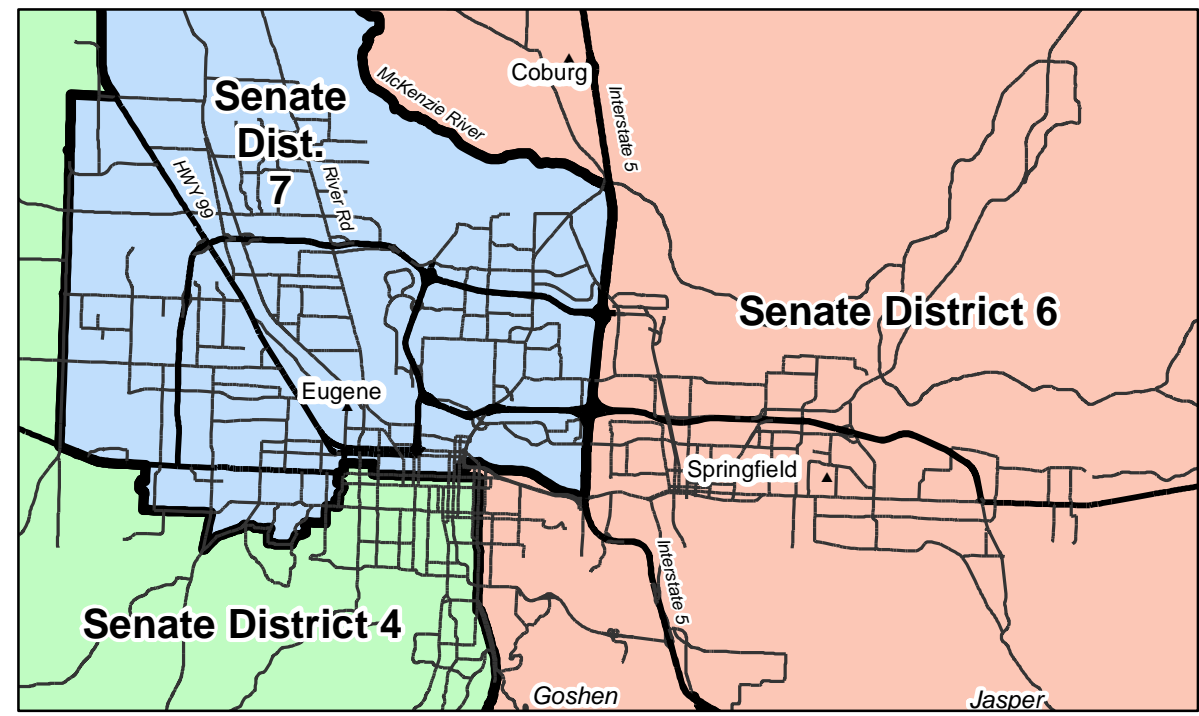 Coburg
McKenzie River
Interstate 5
Senate
Dist.
7
HWY 99
River Rd
Senate District 6
Eugene
Springfield
Interstate 5
Senate District 4
Goshen
Jasper